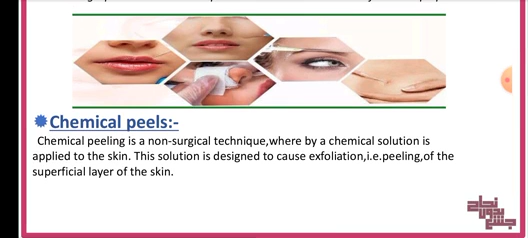 Chemical peels:-
Chemical peeling is a non-surgical technique,where by a chemical solution is
applied to the skin. This solution is designed to cause exfoliation,i.e.peeling,of the
superficial layer of the skin.